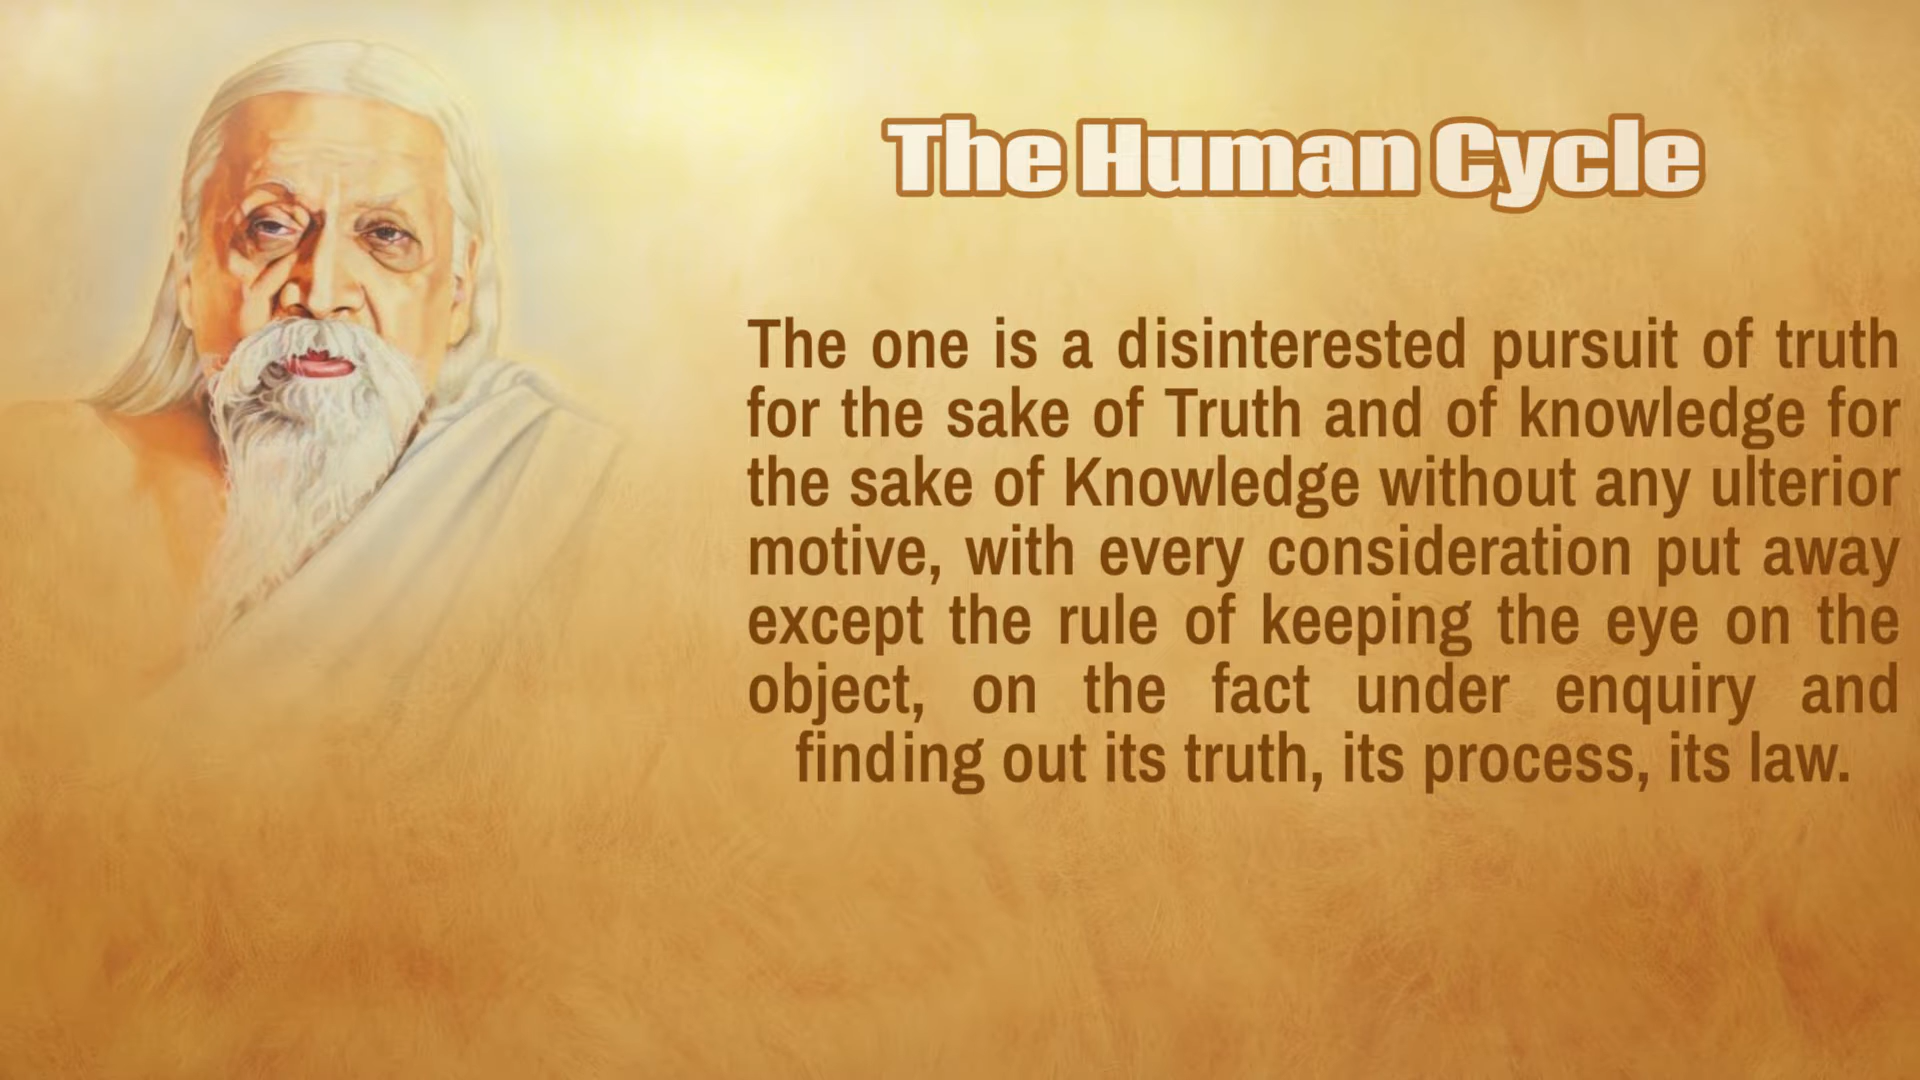 The Human Cycle
The one is a disinterested pursuit of truth
for the sake of Truth and of knowledge for
the sake of Knowledge without any ulterior
motive, with every consideration put away
except the rule of keeping the eye on the
object, on the fact under enquiry and
finding out its truth, its process, its law.